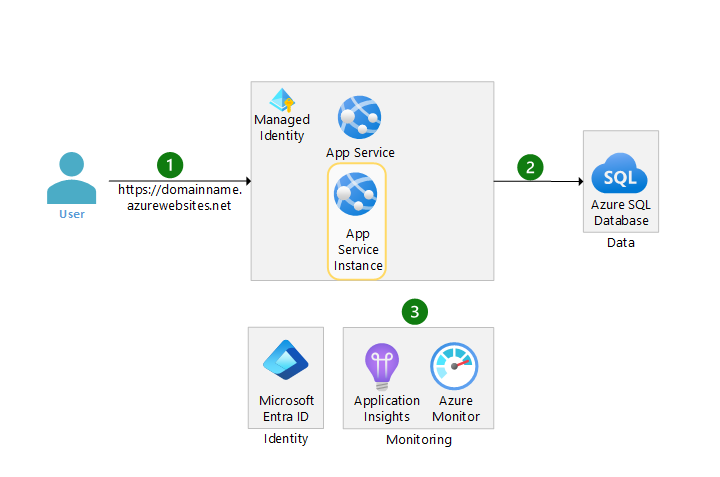 Managed
Identity
App Service
1
https://domainname.
azurewebsites.net
User
App
Service
Instance
2
SQL
Azure SQL
Database
Data
3
Microsoft
Entra ID
Identity
Application
Insights
Azure
Monitor
Monitoring